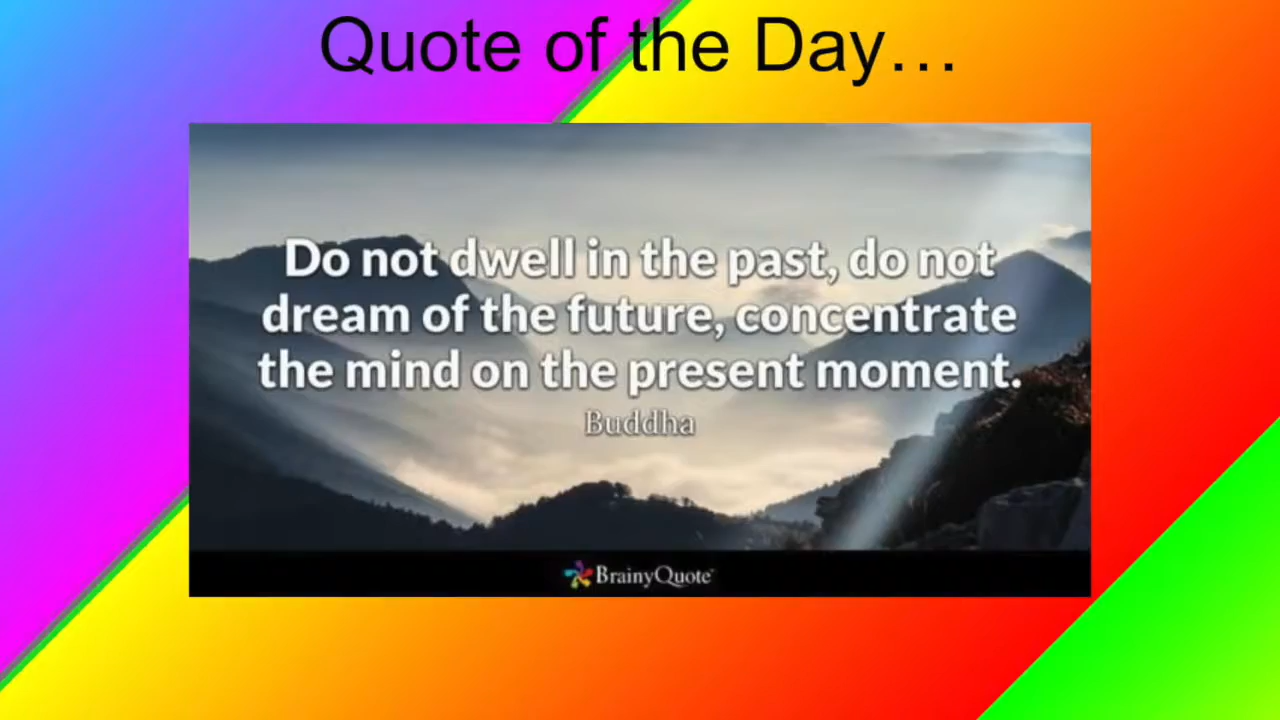 Quote of the Day…
Do not dwell in the past, do not
dream of the future, concentrate
the mind on the present moment.
Buddha
BrainyQuote